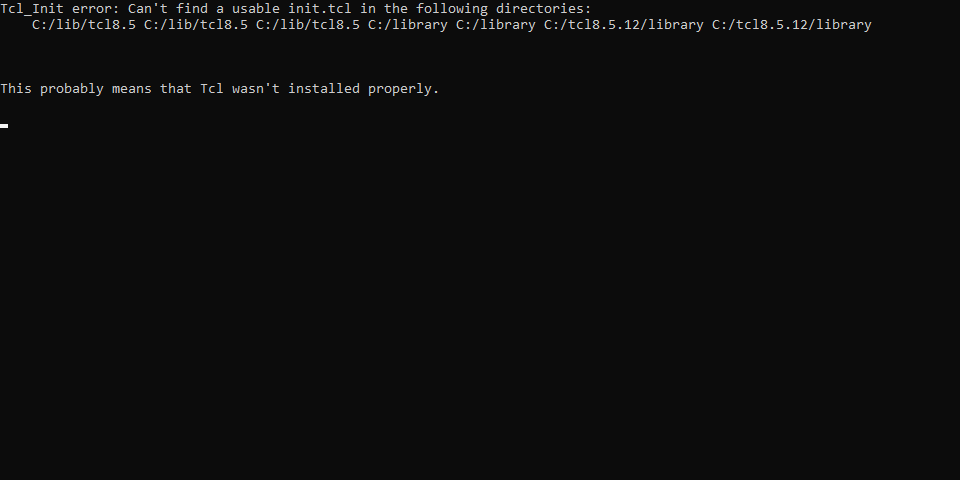 Tcl_Init error: Can't find a usable init.tcl in the following directories:
    C:/lib/tcl8.5 C:/lib/tcl8.5 C:/lib/tcl8.5 C:/library C:/library C:/tcl8.5.12/library C:/tcl8.5.12/library
This probably means that Tcl wasn't installed properly.